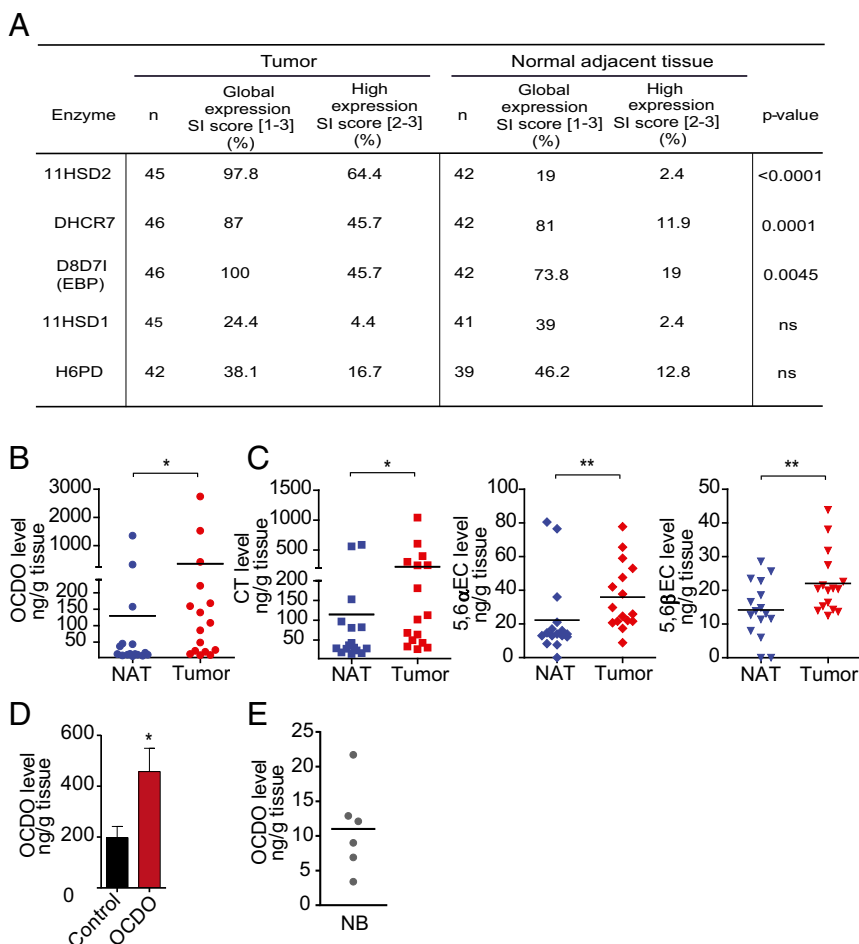 A
Tumor Normal adjacent tissue
Enzyme n Global expression SI score [1-3] (%) High expression SI score [2-3] (%) n Global expression SI score [1-3] (%) High expression SI score [2-3] (%) p-value
11HSD2 45 97.8 64.4 42 19 2.4 <0.0001
DHCR7 46 87 45.7 42 81 11.9 0.0001
D8D7I (EBP) 46 100 45.7 42 73.8 19 0.0045
11HSD1 45 24.4 4.4 41 39 2.4 ns
H6PD 42 38.1 16.7 39 46.2 12.8 ns
B
OCDO level
ng/g tissue
3000
2000
1000
200
150
100
50
*
NAT Tumor
C
CT level
ng/g tissue
1500
1000
500
200
150
100
50
*
NAT Tumor
5,6αEC level
ng/g tissue
100
80
60
40
20
0
**
NAT Tumor
5,6βEC level
ng/g tissue
50
40
30
20
10
0
**
NAT Tumor
D
OCDO level
ng/g tissue
600
400
200
0
*
Control OCDO
E
OCDO level
ng/g tissue
25
20
15
10
5
0
NB